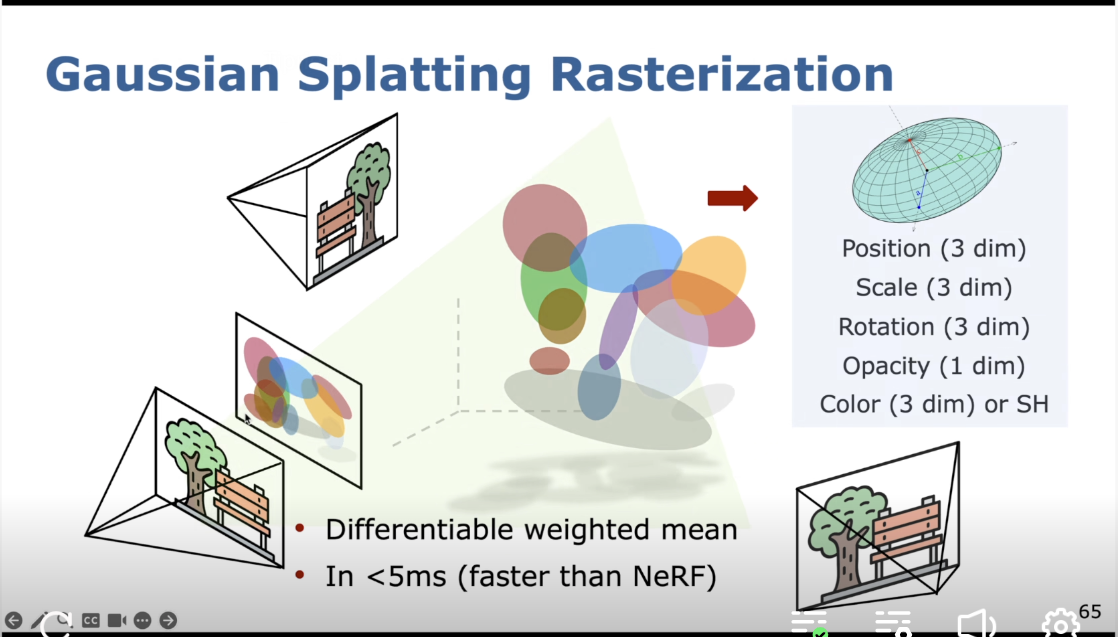 Gaussian Splatting Rasterization
Position (3 dim)
Scale (3 dim)
Rotation (3 dim)
Opacity (1 dim)
Color (3 dim) or SH
• Differentiable weighted mean
• In <5ms (faster than NeRF)
CC
65